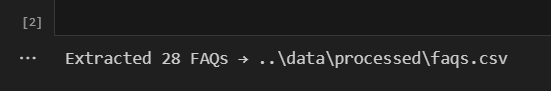 [2]
... Extracted 28 FAQs → ..\data\processed\faqs.csv